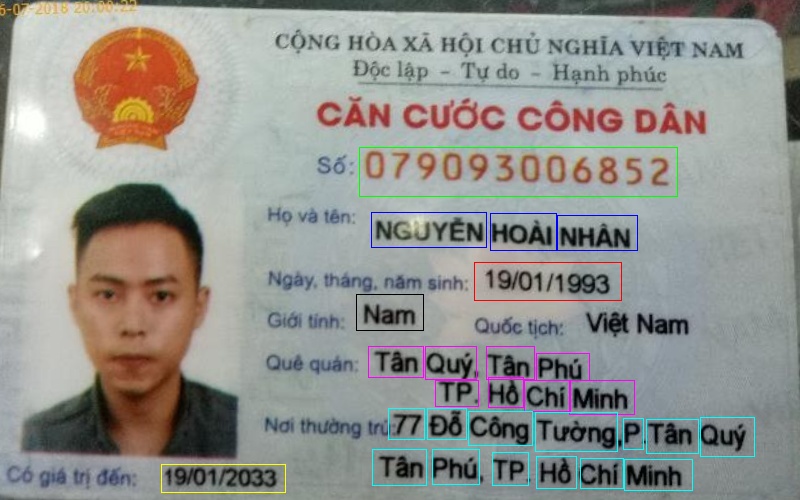 6-07-2018 20:00:22
CỘNG HÒA XÃ HỘI CHỦ NGHĨA VIỆT NAM
Độc lập - Tự do - Hạnh phúc
CĂN CƯỚC CÔNG DÂN
Số: 079093006852
Họ và tên: NGUYỄN HOÀI NHÂN
Ngày, tháng, năm sinh: 19/01/1993
Giới tính: Nam Quốc tịch: Việt Nam
Quê quán: Tân Quý, Tân Phú
TP. Hồ Chí Minh
Nơi thường trú: 77 Đỗ Công Tường, P. Tân Quý
Tân Phú, TP. Hồ Chí Minh
Có giá trị đến: 19/01/2033